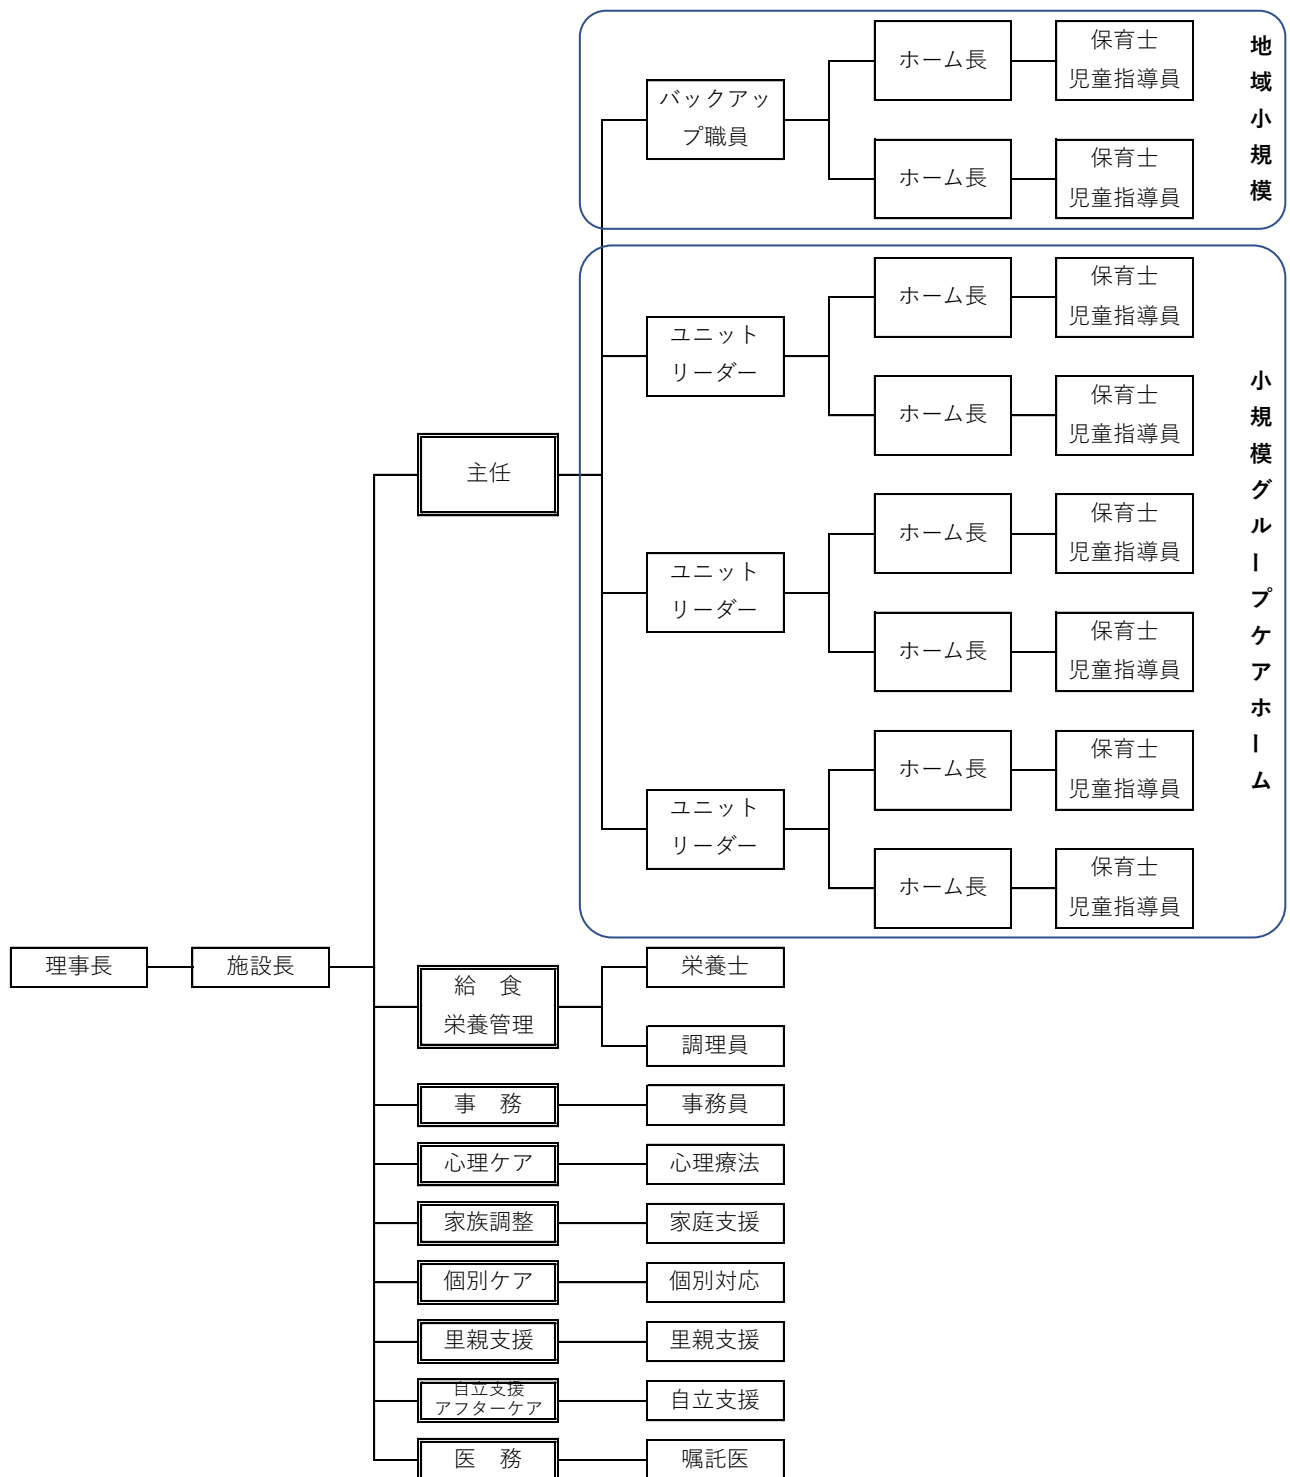 ホーム長
保育士
児童指導員
バックアッ
プ職員
ホーム長
保育士
児童指導員
地域小規模
ホーム長
保育士
児童指導員
ユニット
リーダー
ホーム長
保育士
児童指導員
主任
ホーム長
保育士
児童指導員
ユニット
リーダー
ホーム長
保育士
児童指導員
ホーム長
保育士
児童指導員
ユニット
リーダー
ホーム長
保育士
児童指導員
小規模グループケアホーム
理事長
施設長
給　食
栄養管理
栄養士
調理員
事　務
事務員
心理ケア
心理療法
家族調整
家庭支援
個別ケア
個別対応
里親支援
里親支援
自立支援
アフターケア
自立支援
医　務
嘱託医